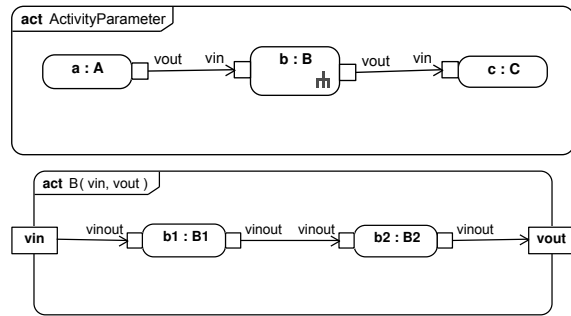 act ActivityParameter
a : A
vout
vin
b : B
vout
vin
c : C
act B( vin, vout )
vin
vinout
b1 : B1
vinout
vinout
b2 : B2
vinout
vout